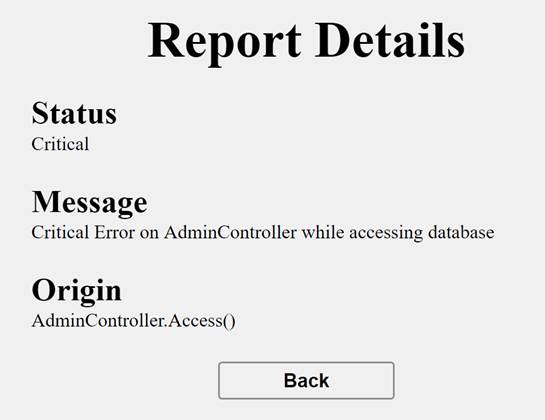 Report Details
Status
Critical
Message
Critical Error on AdminController while accessing database
Origin
AdminController.Access()
Back